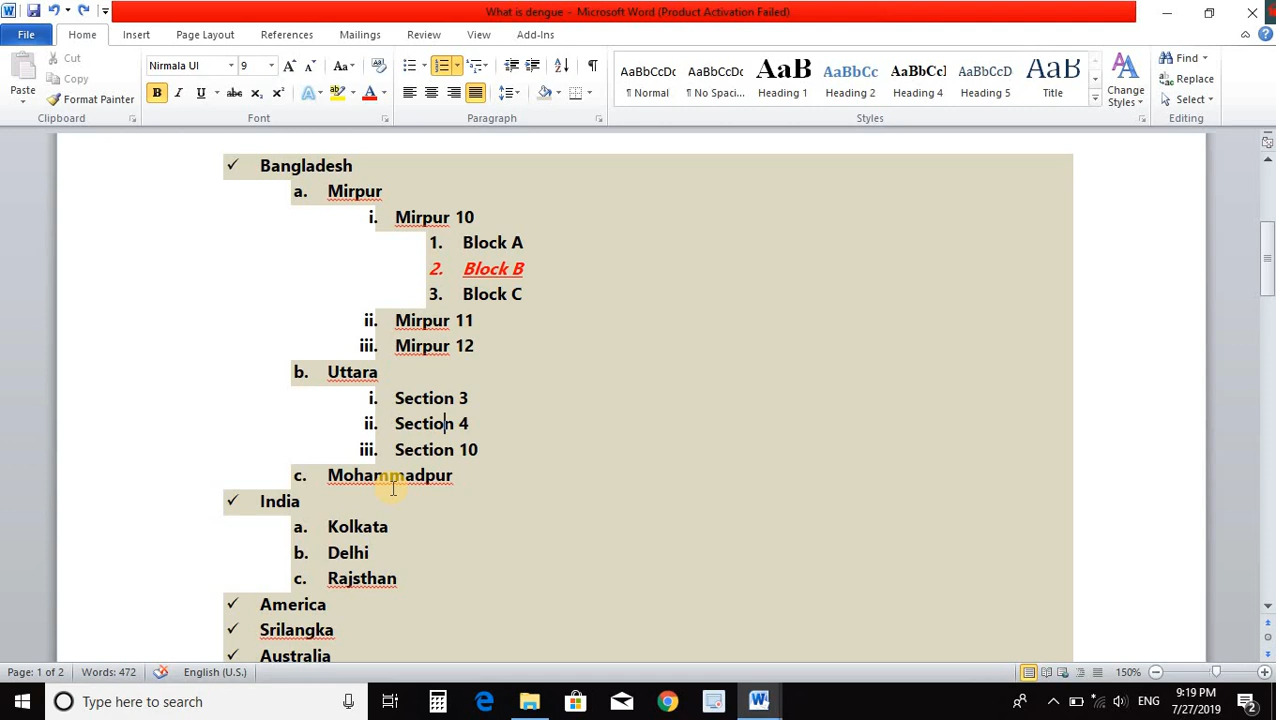 What is dengue - Microsoft Word (Product Activation Failed)
File Home Insert Page Layout References Mailings Review View Add-Ins
Cut
Copy
Paste
Format Painter
Clipboard
Nirmala UI 9
Font
Paragraph
AaBbCcDc AaBbCcDc AaB AaBbCc AaBbCcI AaBbCcDc AaB
¶ Normal ¶ No Spaci... Heading 1 Heading 2 Heading 4 Heading 5 Title
Change Styles
Styles
Find
Replace
Select
Editing
✓ Bangladesh
a. Mirpur
i. Mirpur 10
1. Block A
2. Block B
3. Block C
ii. Mirpur 11
iii. Mirpur 12
b. Uttara
i. Section 3
ii. Section 4
iii. Section 10
c. Mohammadpur
✓ India
a. Kolkata
b. Delhi
c. Rajsthan
✓ America
✓ Srilangka
✓ Australia
Page: 1 of 2 Words: 472 English (U.S.) 150%
Type here to search ENG 9:19 PM
7/27/2019 2